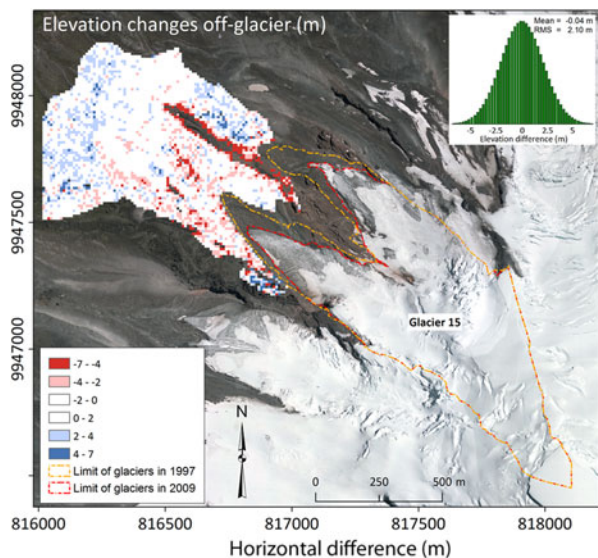 Elevation changes off-glacier (m)
Mean = -0.04 m
RMS = 2.10 m
-5 -2.5 0 2.5 5
Elevation difference (m)
9948000
9947500
9947000
Glacier 15
-7 - -4
-4 - -2
-2 - 0
0 - 2
2 - 4
4 - 7
Limit of glaciers in 1997
Limit of glaciers in 2009
N
0 250 500 m
816000 816500 817000 817500 818000
Horizontal difference (m)